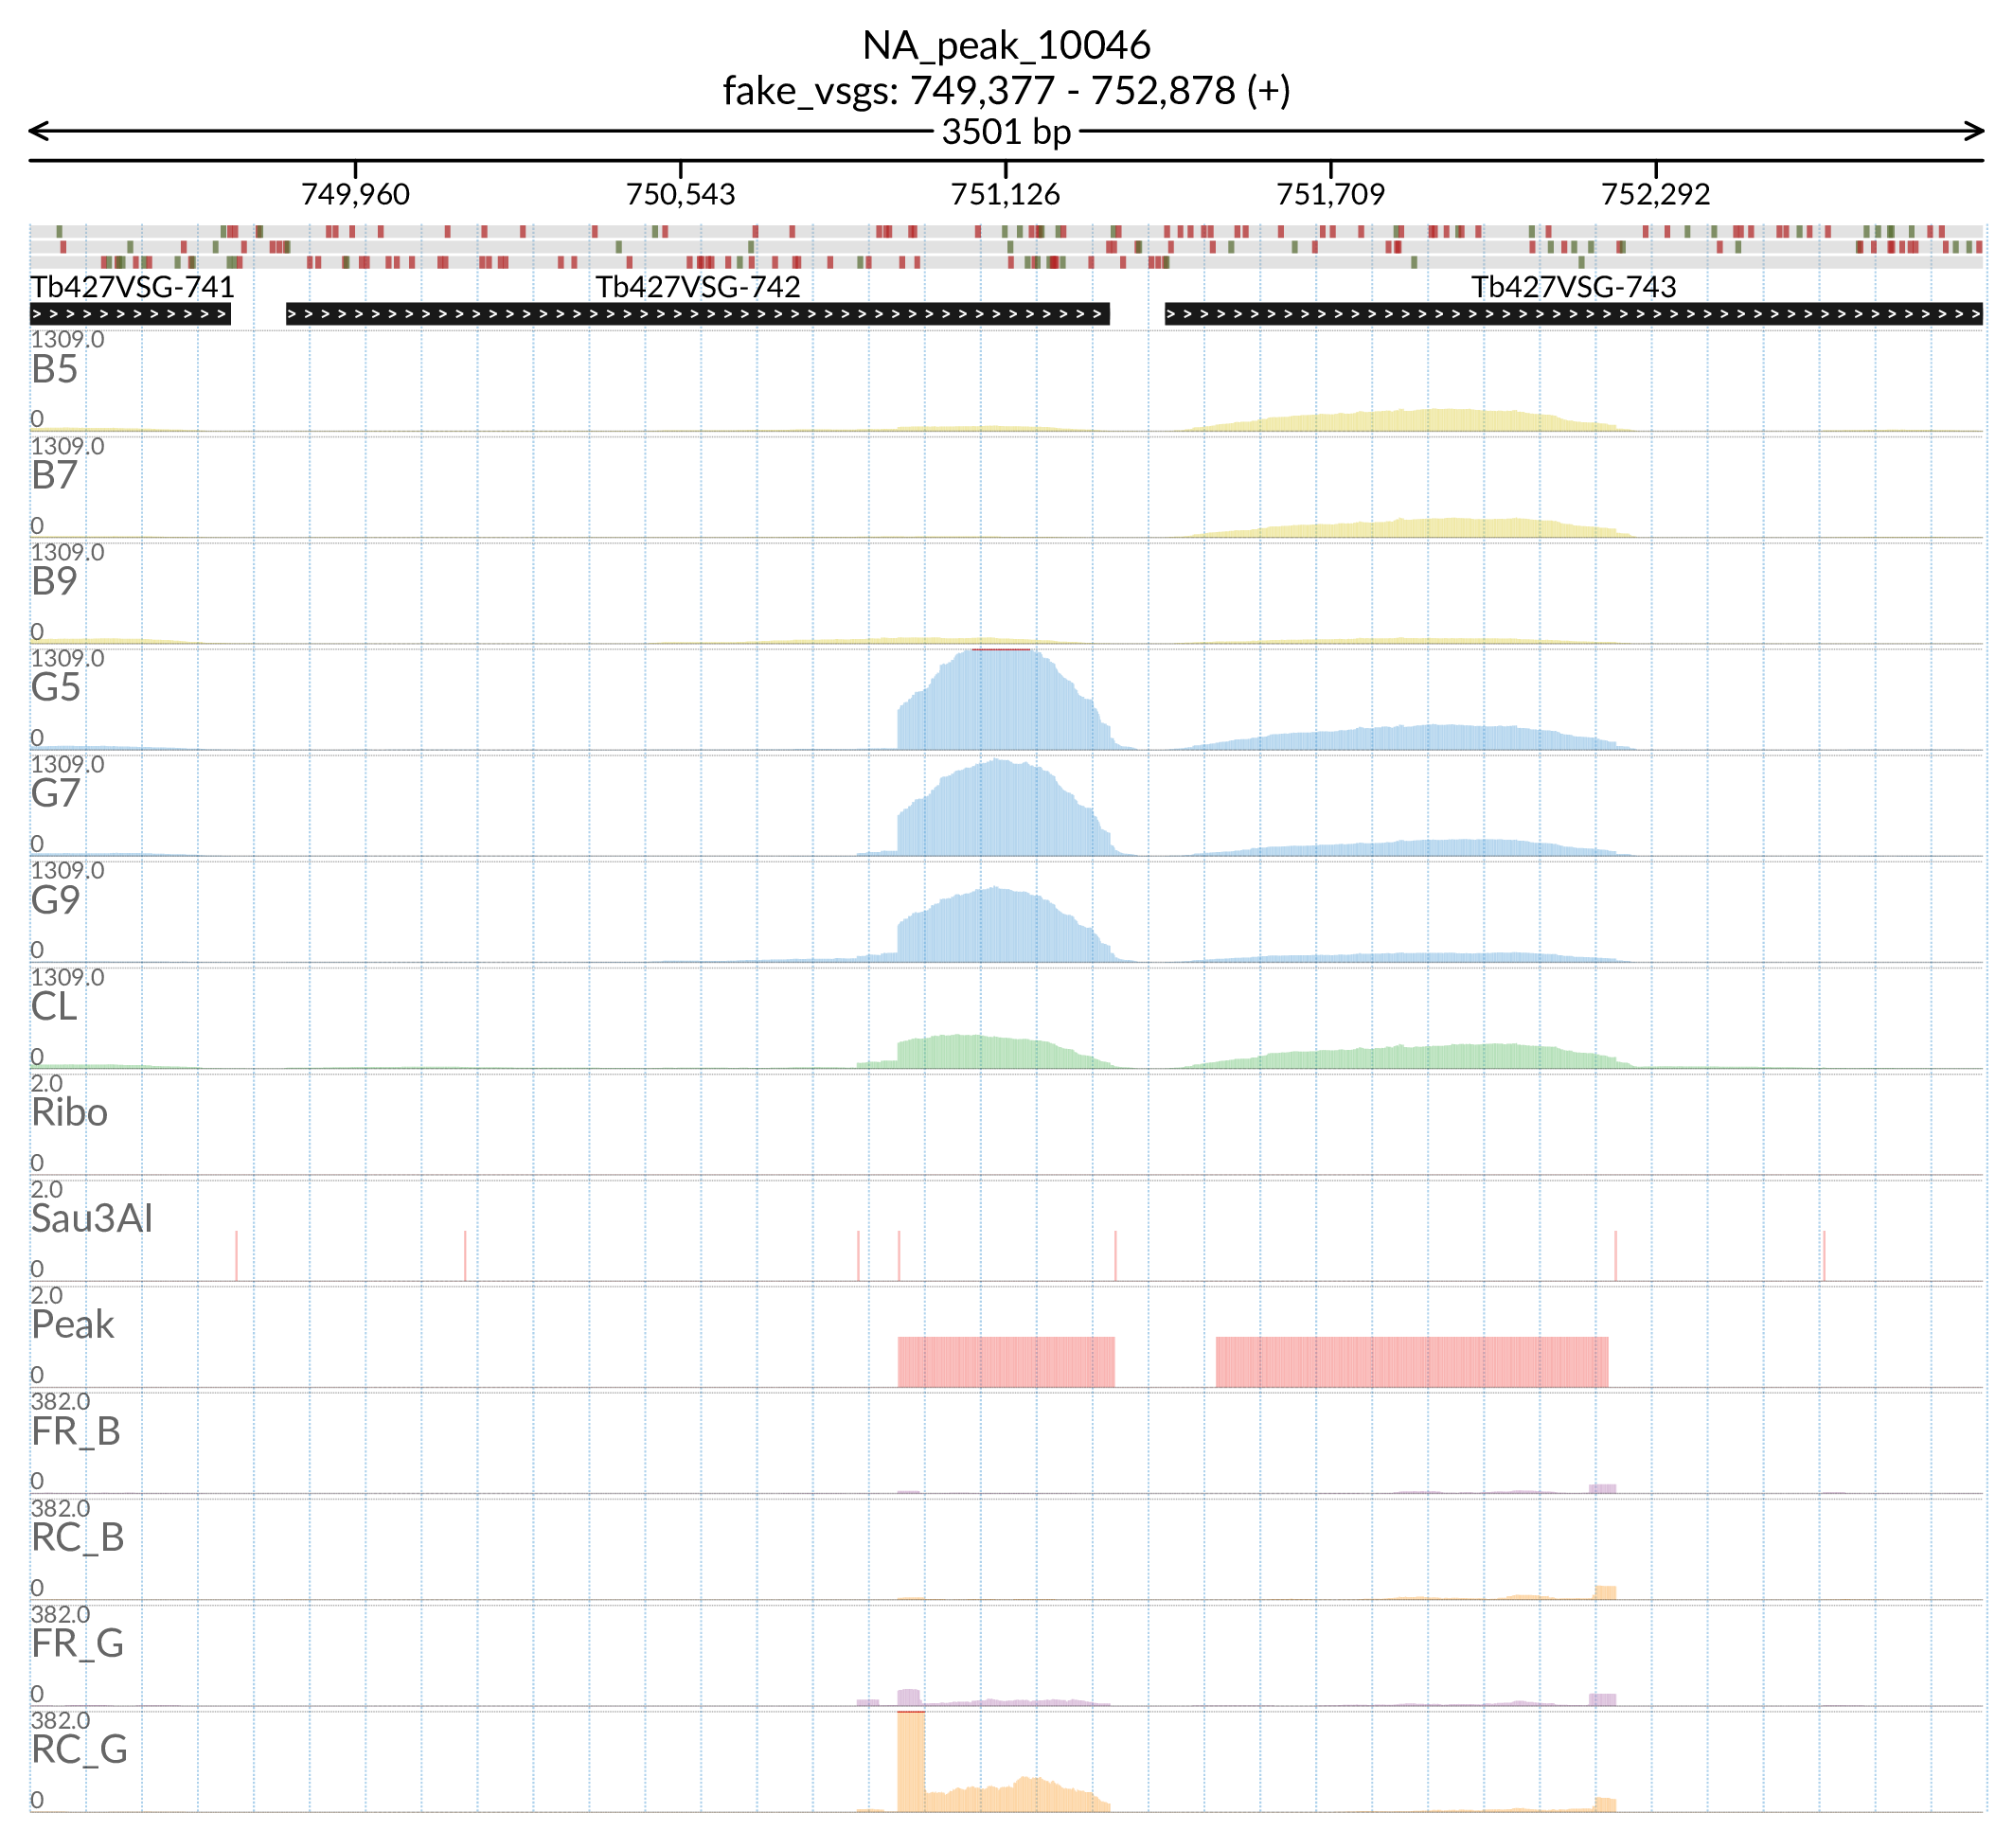 NA_peak_10046
fake_vsgs: 749,377 - 752,878 (+)
3501 bp
749,960 750,543 751,126 751,709 752,292
Tb427VSG-741 Tb427VSG-742 Tb427VSG-743
1309.0
B5
0
1309.0
B7
0
1309.0
B9
0
1309.0
G5
0
1309.0
G7
0
1309.0
G9
0
1309.0
CL
0
2.0
Ribo
0
2.0
Sau3AI
0
2.0
Peak
0
382.0
FR_B
0
382.0
RC_B
0
382.0
FR_G
0
382.0
RC_G
0